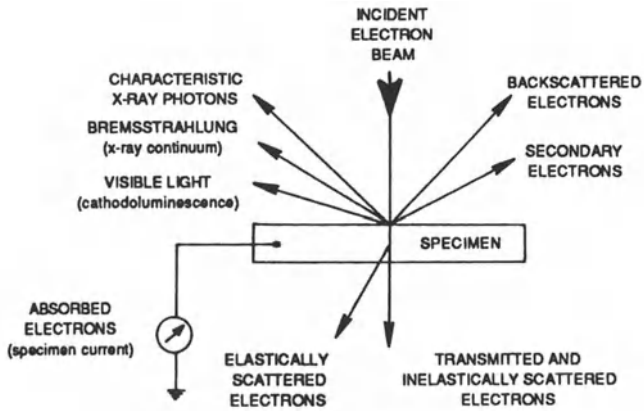 INCIDENT
ELECTRON
BEAM
CHARACTERISTIC
X-RAY PHOTONS
BREMSSTRAHLUNG
(x-ray continuum)
VISIBLE LIGHT
(cathodoluminescence)
BACKSCATTERED
ELECTRONS
SECONDARY
ELECTRONS
SPECIMEN
ABSORBED
ELECTRONS
(specimen current)
ELASTICALLY
SCATTERED
ELECTRONS
TRANSMITTED AND
INELASTICALLY SCATTERED
ELECTRONS